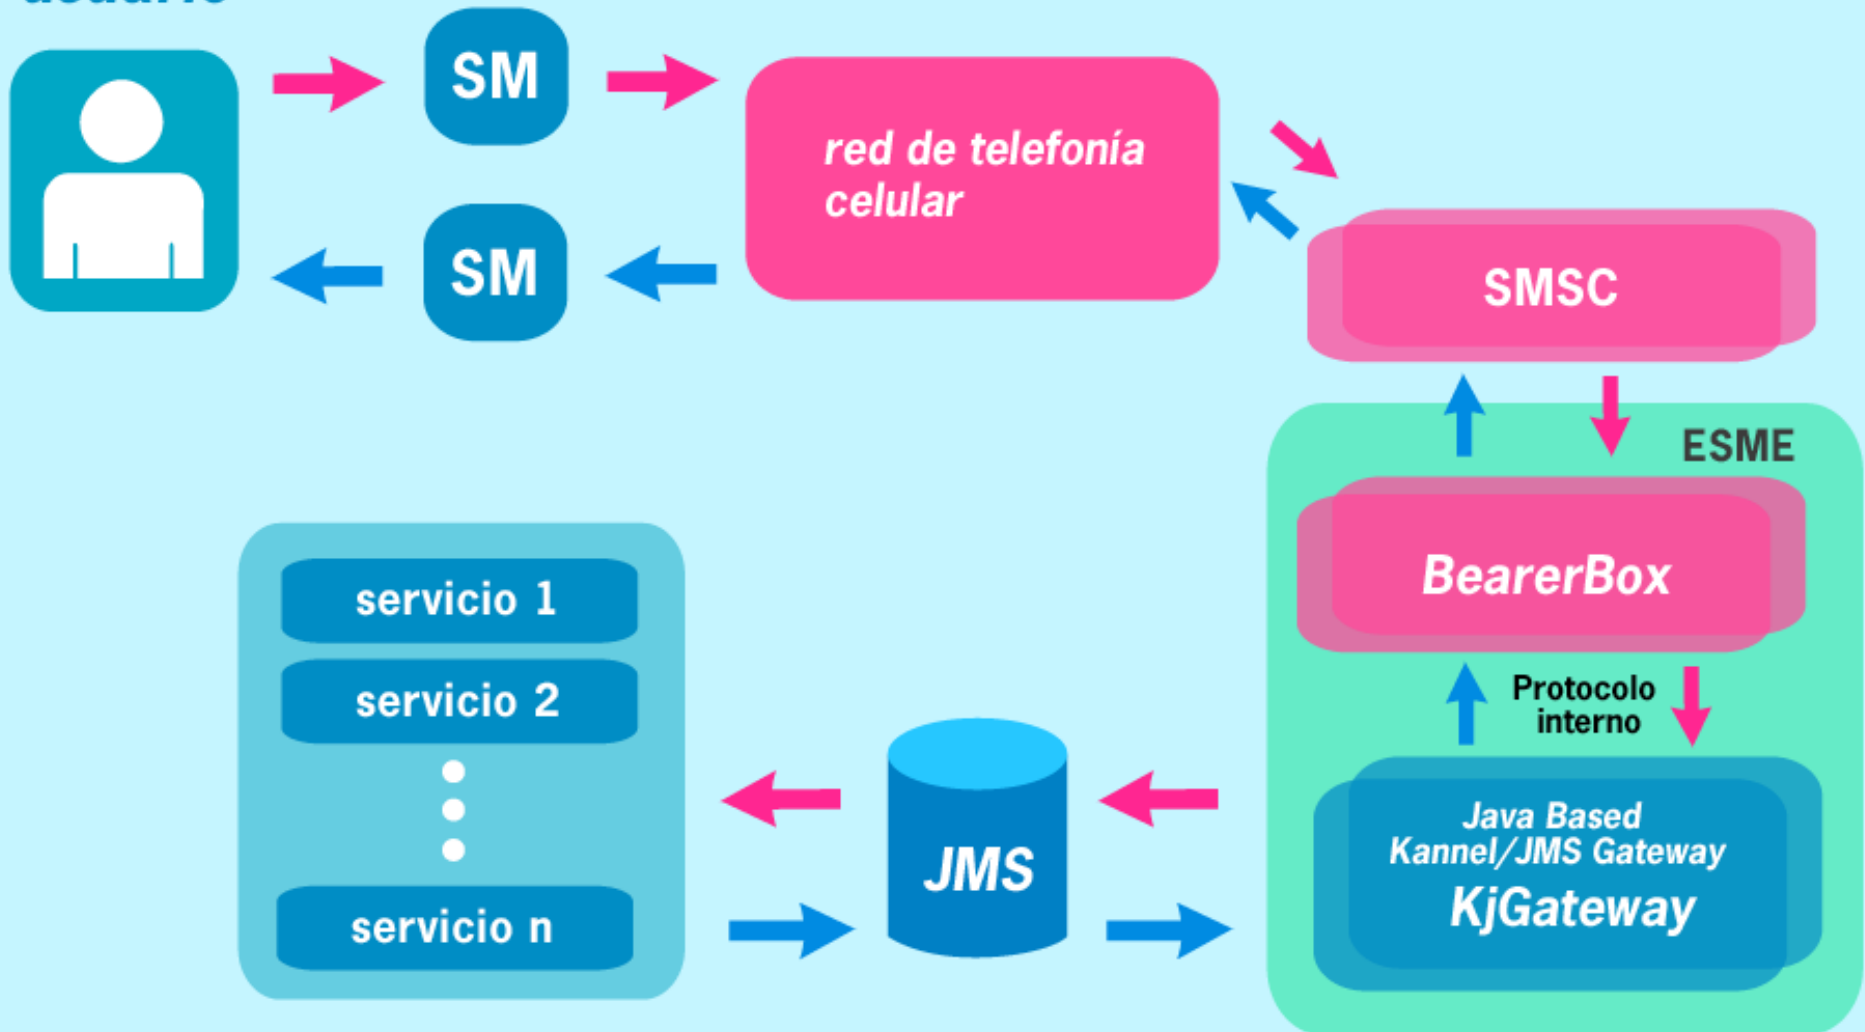 usuario
SM
red de telefonía
celular
SM
SMSC
ESME
BearerBox
Protocolo
interno
Java Based
Kannel/JMS Gateway
KjGateway
JMS
servicio 1
servicio 2
servicio n